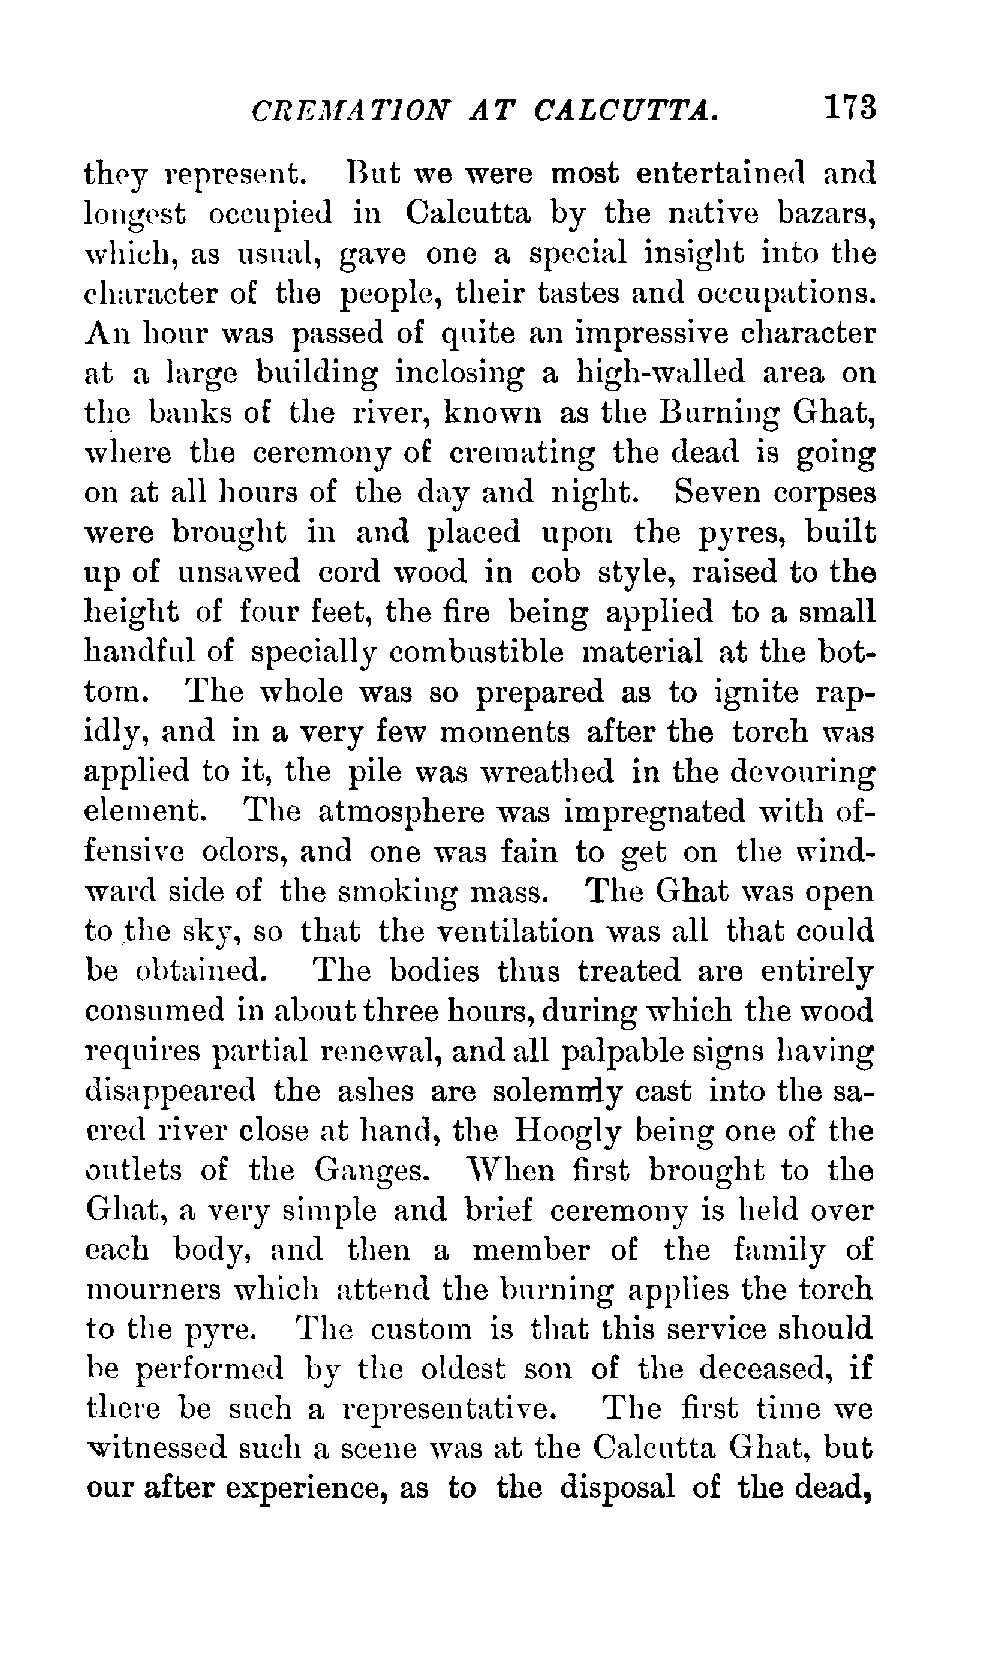 CREMATION AT CALCUTTA. 173
they represent. But we were most entertained and
longest occupied in Calcutta by the native bazars,
which, as usual, gave one a special insight into the
character of the people, their tastes and occupations.
An hour was passed of quite an impressive character
at a large building inclosing a high-walled area on
the banks of the river, known as the Burning Ghat,
where the ceremony of cremating the dead is going
on at all hours of the day and night. Seven corpses
were brought in and placed upon the pyres, built
up of unsawed cord wood in cob style, raised to the
height of four feet, the fire being applied to a small
handful of specially combustible material at the bot-
tom. The whole was so prepared as to ignite rap-
idly, and in a very few moments after the torch was
applied to it, the pile was wreathed in the devouring
element. The atmosphere was impregnated with of-
fensive odors, and one was fain to get on the wind-
ward side of the smoking mass. The Ghat was open
to the sky, so that the ventilation was all that could
be obtained. The bodies thus treated are entirely
consumed in about three hours, during which the wood
requires partial renewal, and all palpable signs having
disappeared the ashes are solemnly cast into the sa-
cred river close at hand, the Hoogly being one of the
outlets of the Ganges. When first brought to the
Ghat, a very simple and brief ceremony is held over
each body, and then a member of the family of
mourners which attend the burning applies the torch
to the pyre. The custom is that this service should
be performed by the oldest son of the deceased, if
there be such a representative. The first time we
witnessed such a scene was at the Calcutta Ghat, but
our after experience, as to the disposal of the dead,